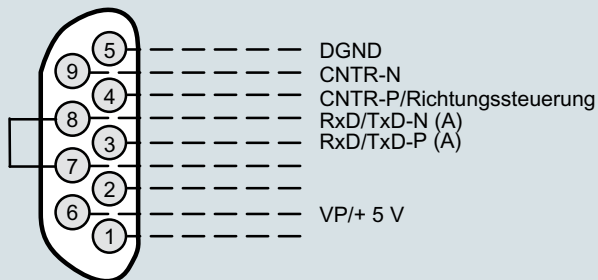 5 DGND
9 CNTR-N
4 CNTR-P/Richtungssteuerung
8 RxD/TxD-N (A)
3 RxD/TxD-P (A)
7
2
6 VP/+ 5 V
1